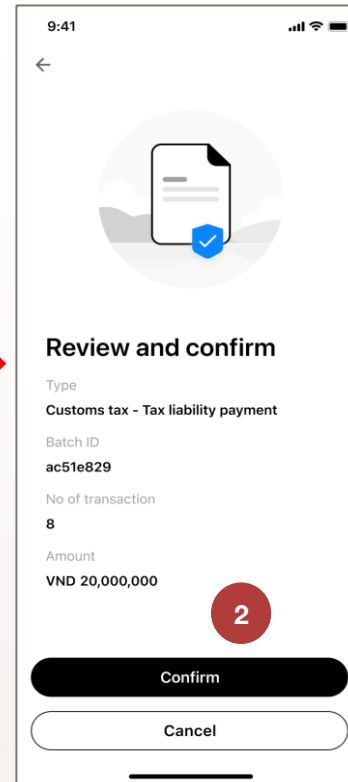 9:41
Review and confirm
Type
Customs tax - Tax liability payment
Batch ID
ac51e829
No of transaction
8
Amount
VND 20,000,000
2
Confirm
Cancel